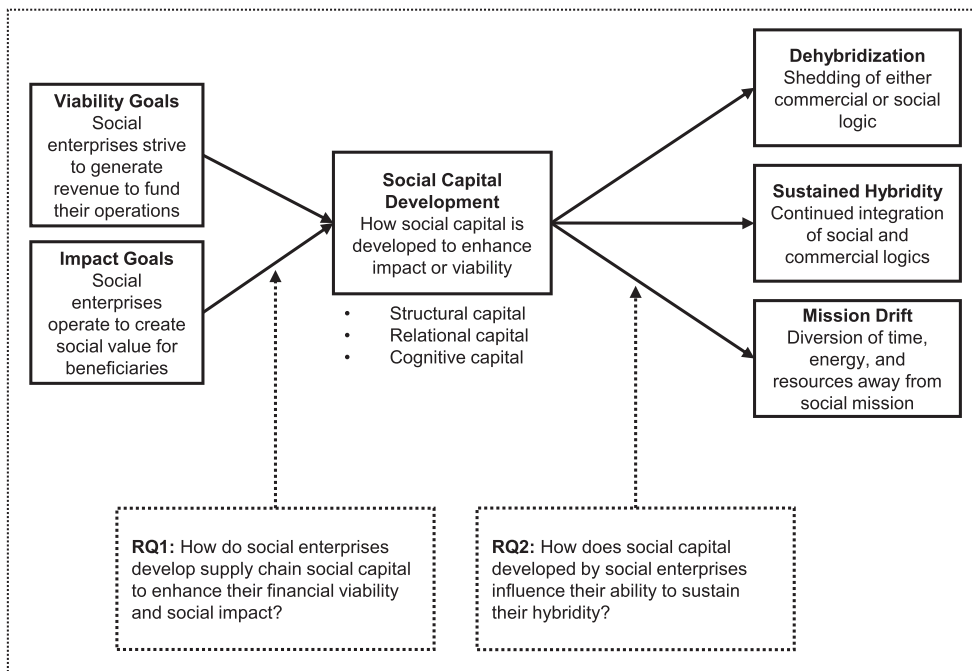 Viability Goals
Social
enterprises strive
to generate
revenue to fund
their operations
Impact Goals
Social
enterprises
operate to create
social value for
beneficiaries
Social Capital
Development
How social capital is
developed to enhance
impact or viability
• Structural capital
• Relational capital
• Cognitive capital
Dehybridization
Shedding of either
commercial or social
logic
Sustained Hybridity
Continued integration
of social and
commercial logics
Mission Drift
Diversion of time,
energy, and
resources away from
social mission
RQ1: How do social enterprises
develop supply chain social capital
to enhance their financial viability
and social impact?
RQ2: How does social capital
developed by social enterprises
influence their ability to sustain
their hybridity?